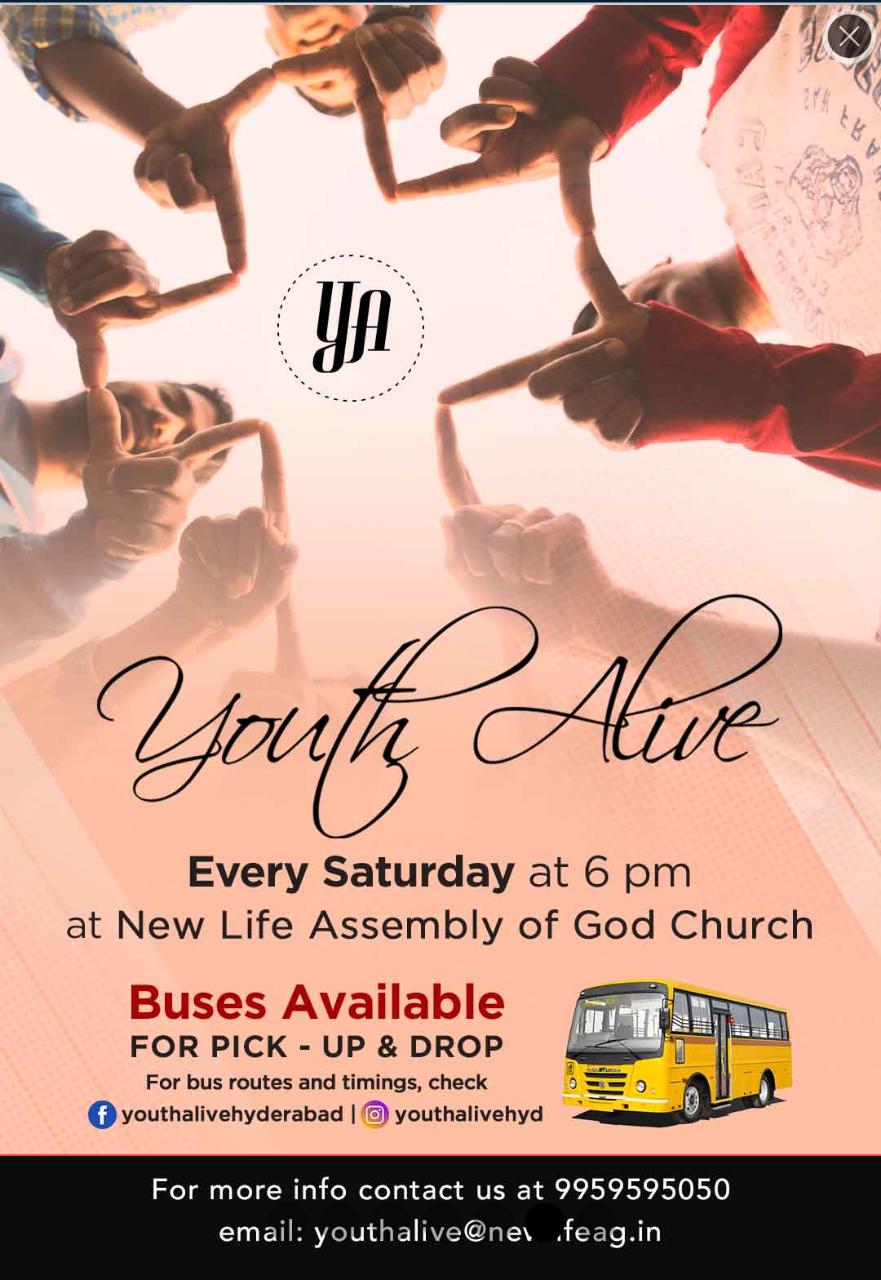 YA
Youth Alive
Every Saturday at 6 pm
at New Life Assembly of God Church
Buses Available
FOR PICK - UP & DROP
For bus routes and timings, check
youthalivehyderabad | youthalivehyd
For more info contact us at 9959595050
email: